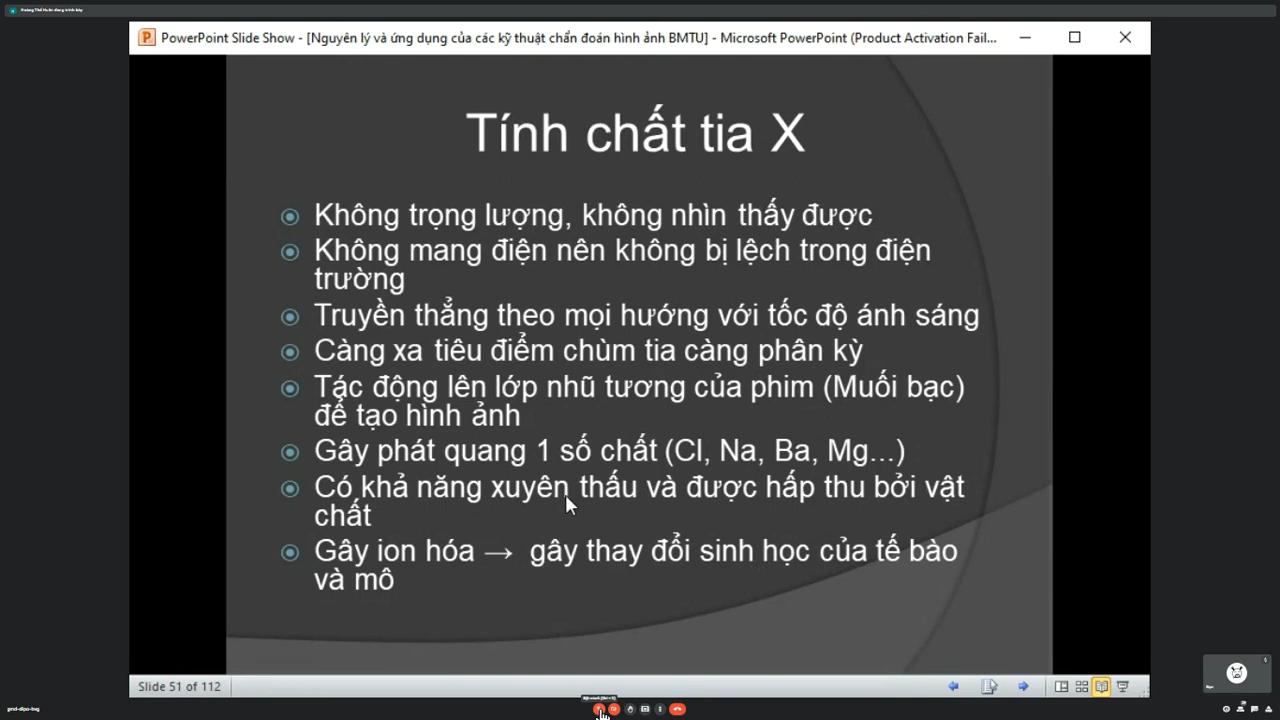 Hoàng Thế Huân đang trình bày
PowerPoint Slide Show - [Nguyên lý và ứng dụng của các kỹ thuật chẩn đoán hình ảnh BMTU] - Microsoft PowerPoint (Product Activation Fail...
Tính chất tia X
Không trọng lượng, không nhìn thấy được
Không mang điện nên không bị lệch trong điện
trường
Truyền thẳng theo mọi hướng với tốc độ ánh sáng
Càng xa tiêu điểm chùm tia càng phân kỳ
Tác động lên lớp nhũ tương của phim (Muối bạc)
để tạo hình ảnh
Gây phát quang 1 số chất (Cl, Na, Ba, Mg...)
Có khả năng xuyên thấu và được hấp thu bởi vật
chất
Gây ion hóa → gây thay đổi sinh học của tế bào
và mô
Slide 51 of 112